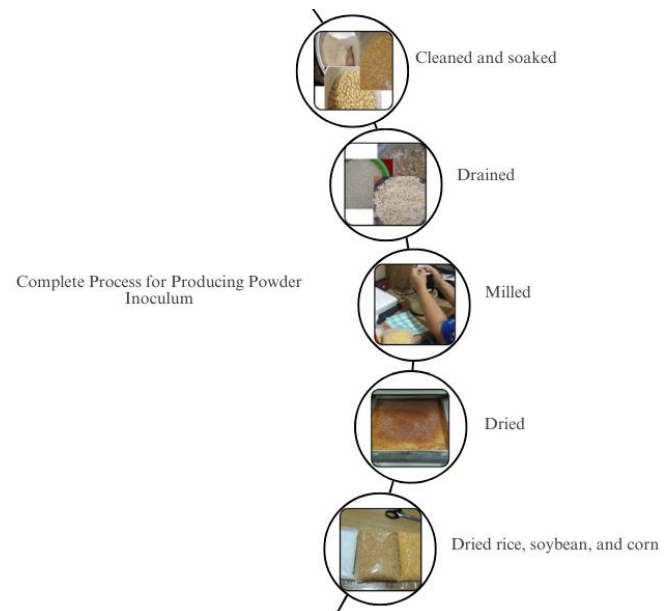 Cleaned and soaked
Drained
Complete Process for Producing Powder
Inoculum
Milled
Dried
Dried rice, soybean, and corn